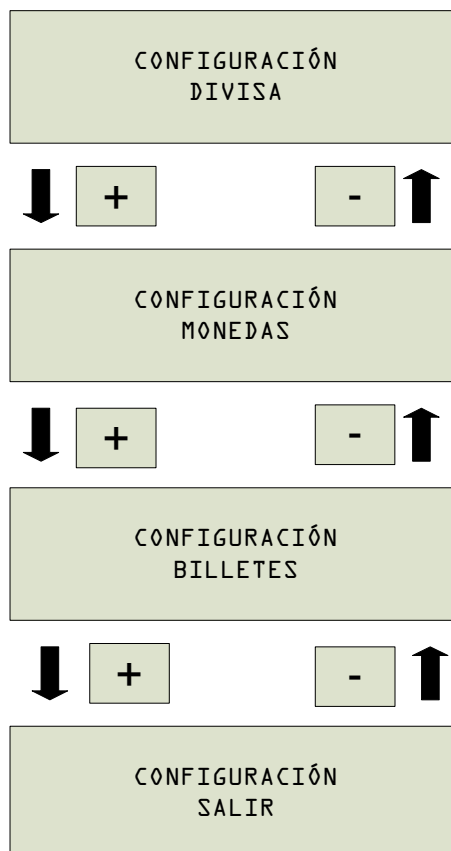 CONFIGURACIÓN
DIVISA
+ -
CONFIGURACIÓN
MONEDAS
+ -
CONFIGURACIÓN
BILLETES
+ -
CONFIGURACIÓN
SALIR